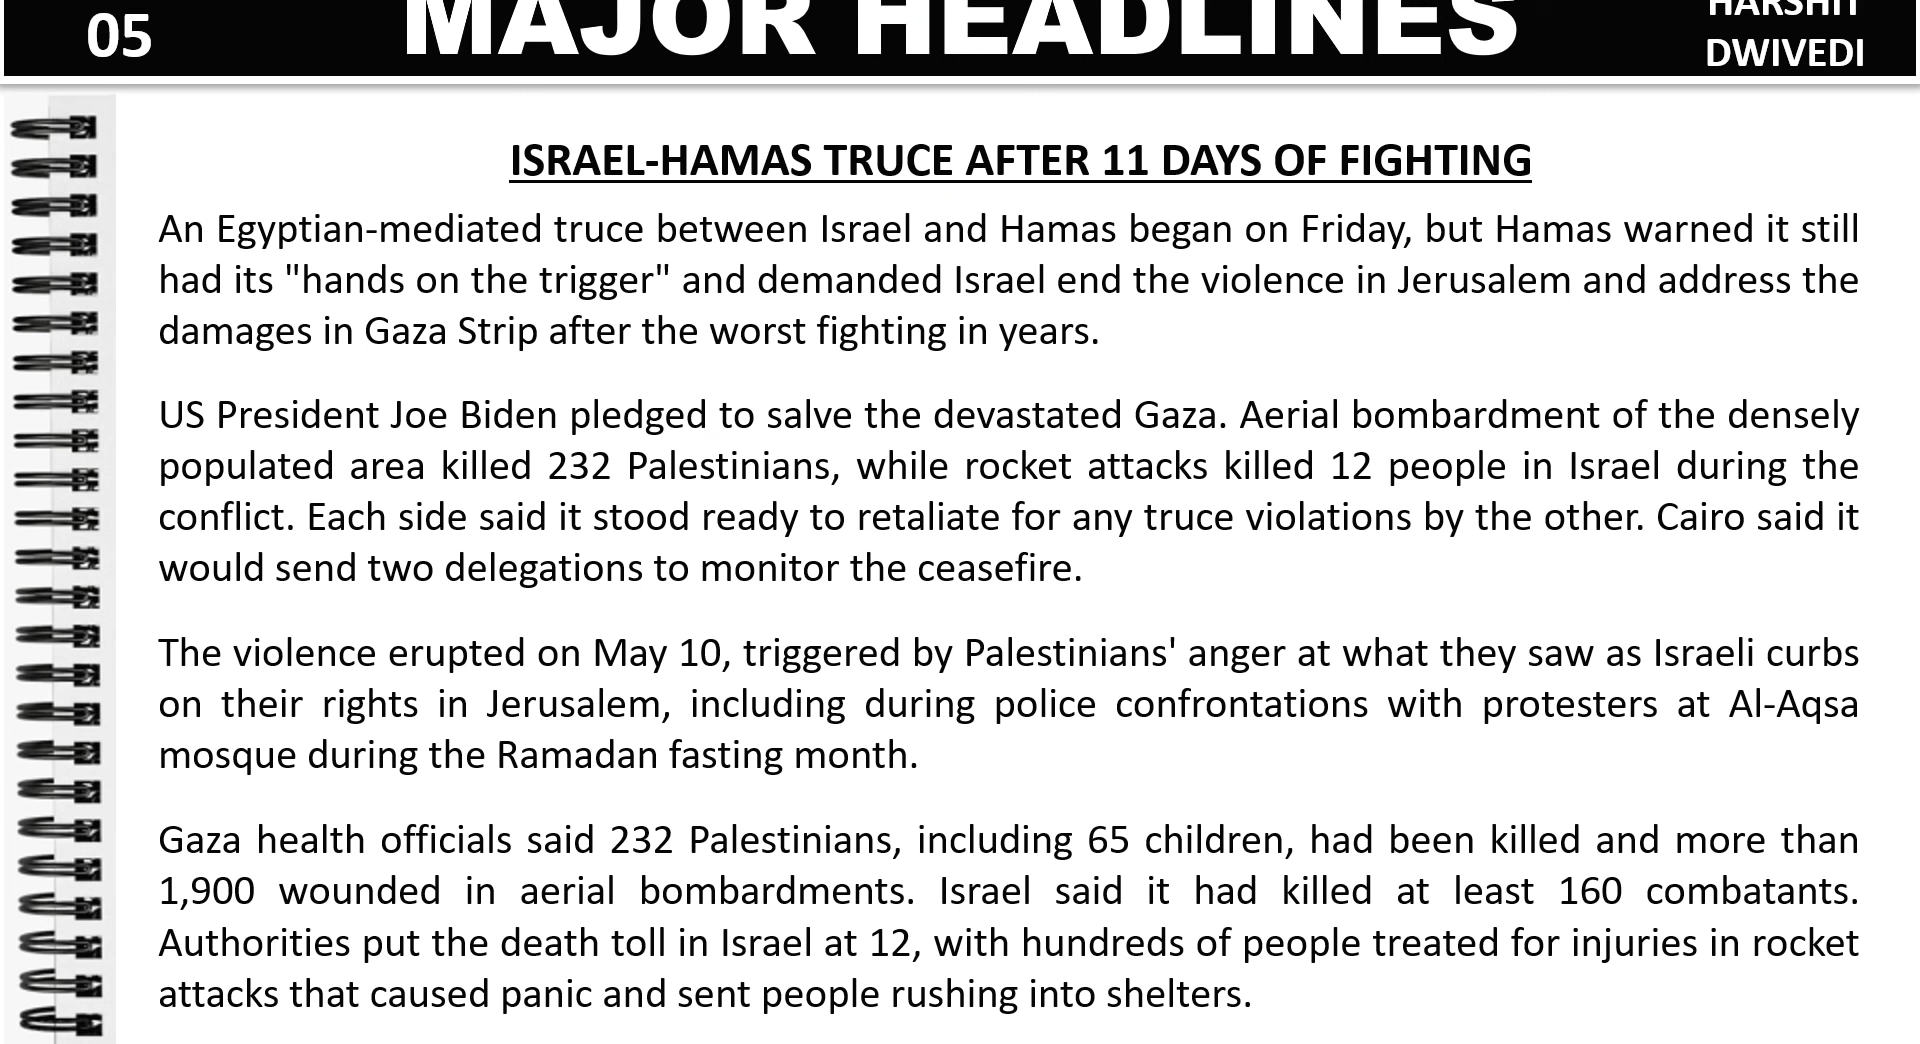 05
MAJOR HEADLINES
HARSHIT
DWIVEDI
ISRAEL-HAMAS TRUCE AFTER 11 DAYS OF FIGHTING
An Egyptian-mediated truce between Israel and Hamas began on Friday, but Hamas warned it still
had its "hands on the trigger" and demanded Israel end the violence in Jerusalem and address the
damages in Gaza Strip after the worst fighting in years.
US President Joe Biden pledged to salve the devastated Gaza. Aerial bombardment of the densely
populated area killed 232 Palestinians, while rocket attacks killed 12 people in Israel during the
conflict. Each side said it stood ready to retaliate for any truce violations by the other. Cairo said it
would send two delegations to monitor the ceasefire.
The violence erupted on May 10, triggered by Palestinians' anger at what they saw as Israeli curbs
on their rights in Jerusalem, including during police confrontations with protesters at Al-Aqsa
mosque during the Ramadan fasting month.
Gaza health officials said 232 Palestinians, including 65 children, had been killed and more than
1,900 wounded in aerial bombardments. Israel said it had killed at least 160 combatants.
Authorities put the death toll in Israel at 12, with hundreds of people treated for injuries in rocket
attacks that caused panic and sent people rushing into shelters.